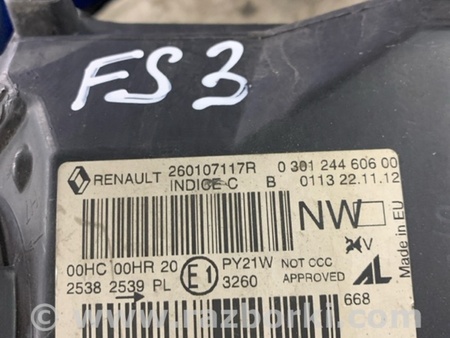 FS3
RENAULT 260107117R 0 301 244 606 00
INDICE C B 0113 22.11.12
NW
Made in EU
V
00HC 00HR 20 E1 PY21W NOT CCC
2538 2539 PL 3260 APPROVED AL
668
www.razborki.com